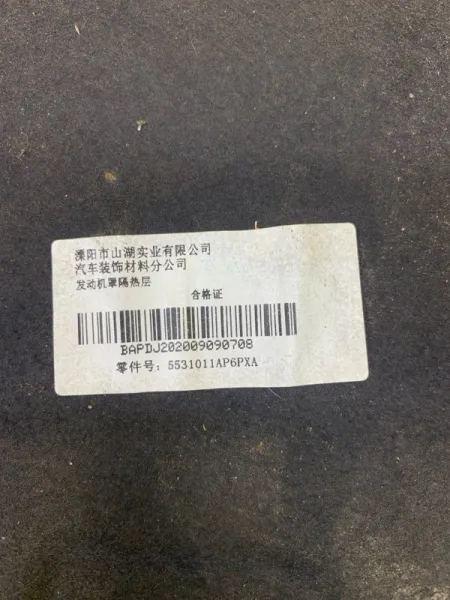 溧阳市山湖实业有限公司
汽车装饰材料分公司
发动机罩隔热层
合格证
BAPDJ202009090708
零件号：5531011AP6PXA